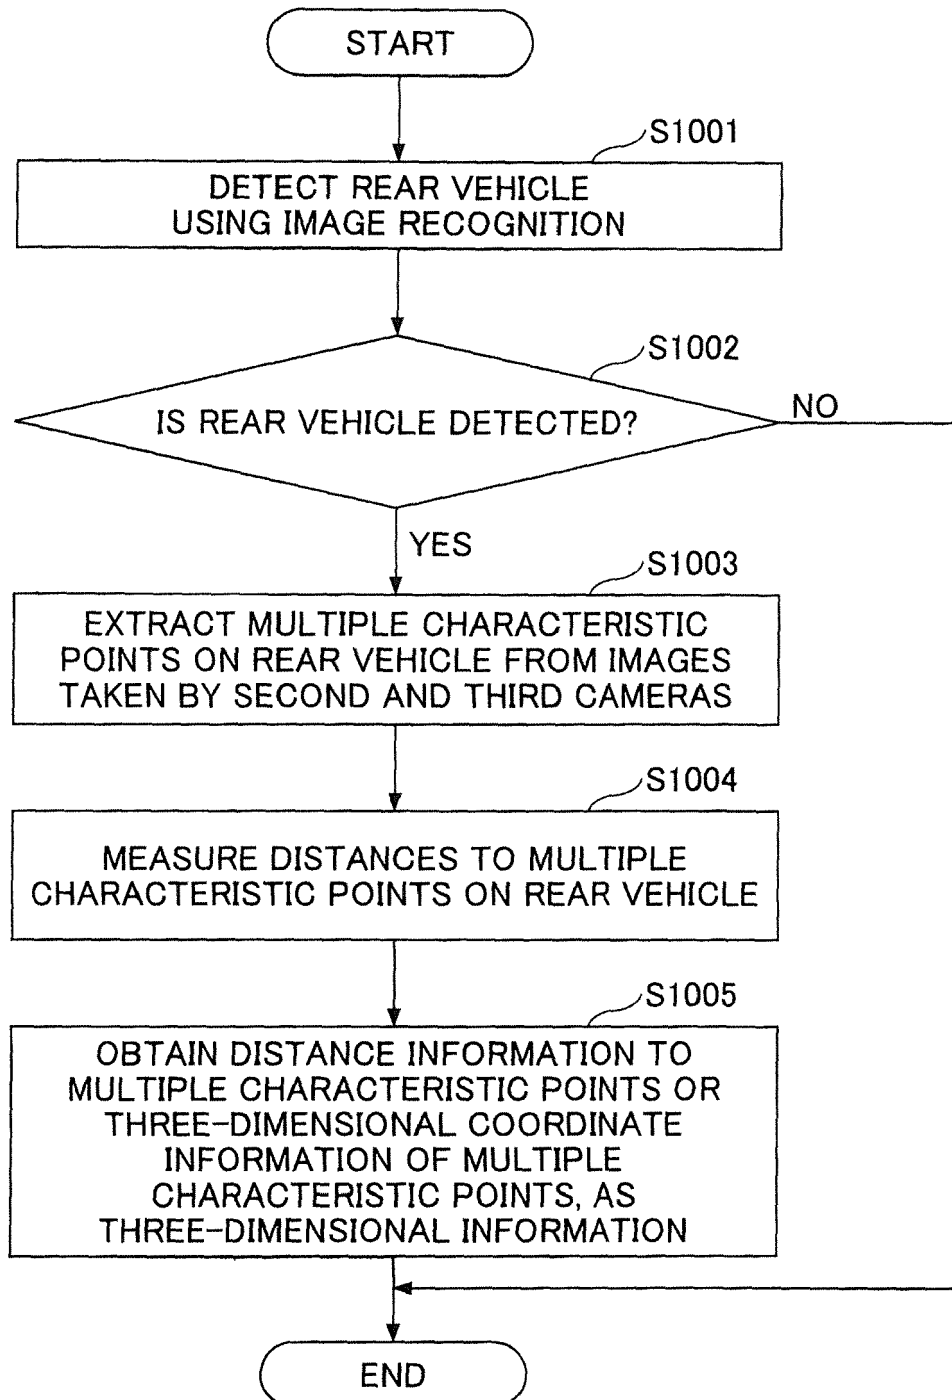 START
S1001
DETECT REAR VEHICLE
USING IMAGE RECOGNITION
S1002
IS REAR VEHICLE DETECTED?
NO
YES
S1003
EXTRACT MULTIPLE CHARACTERISTIC
POINTS ON REAR VEHICLE FROM IMAGES
TAKEN BY SECOND AND THIRD CAMERAS
S1004
MEASURE DISTANCES TO MULTIPLE
CHARACTERISTIC POINTS ON REAR VEHICLE
S1005
OBTAIN DISTANCE INFORMATION TO
MULTIPLE CHARACTERISTIC POINTS OR
THREE-DIMENSIONAL COORDINATE
INFORMATION OF MULTIPLE
CHARACTERISTIC POINTS, AS
THREE-DIMENSIONAL INFORMATION
END